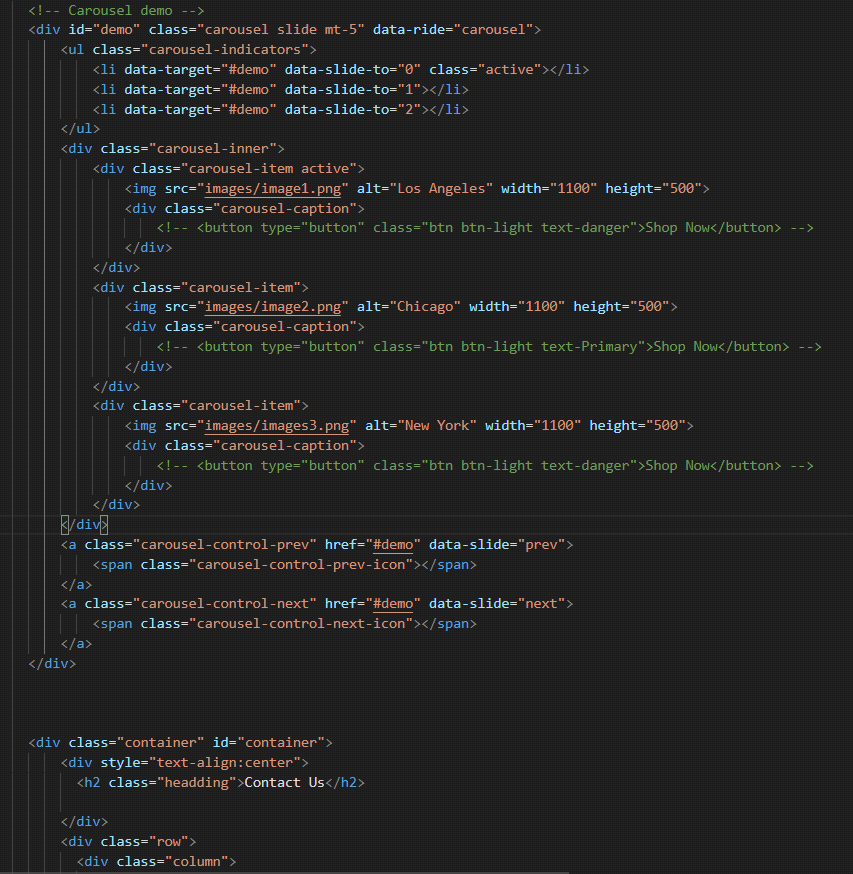 <!-- Carousel demo -->
<div id="demo" class="carousel slide mt-5" data-ride="carousel">
<ul class="carousel-indicators">
<li data-target="#demo" data-slide-to="0" class="active"></li>
<li data-target="#demo" data-slide-to="1"></li>
<li data-target="#demo" data-slide-to="2"></li>
</ul>
<div class="carousel-inner">
<div class="carousel-item active">
<img src="images/image1.png" alt="Los Angeles" width="1100" height="500">
<div class="carousel-caption">
<!-- <button type="button" class="btn btn-light text-danger">Shop Now</button> -->
</div>
</div>
<div class="carousel-item">
<img src="images/image2.png" alt="Chicago" width="1100" height="500">
<div class="carousel-caption">
<!-- <button type="button" class="btn btn-light text-Primary">Shop Now</button> -->
</div>
</div>
<div class="carousel-item">
<img src="images/images3.png" alt="New York" width="1100" height="500">
<div class="carousel-caption">
<!-- <button type="button" class="btn btn-light text-danger">Shop Now</button> -->
</div>
</div>
</div>
<a class="carousel-control-prev" href="#demo" data-slide="prev">
<span class="carousel-control-prev-icon"></span>
</a>
<a class="carousel-control-next" href="#demo" data-slide="next">
<span class="carousel-control-next-icon"></span>
</a>
</div>
<div class="container" id="container">
<div style="text-align:center">
<h2 class="headding">Contact Us</h2>
</div>
<div class="row">
<div class="column">